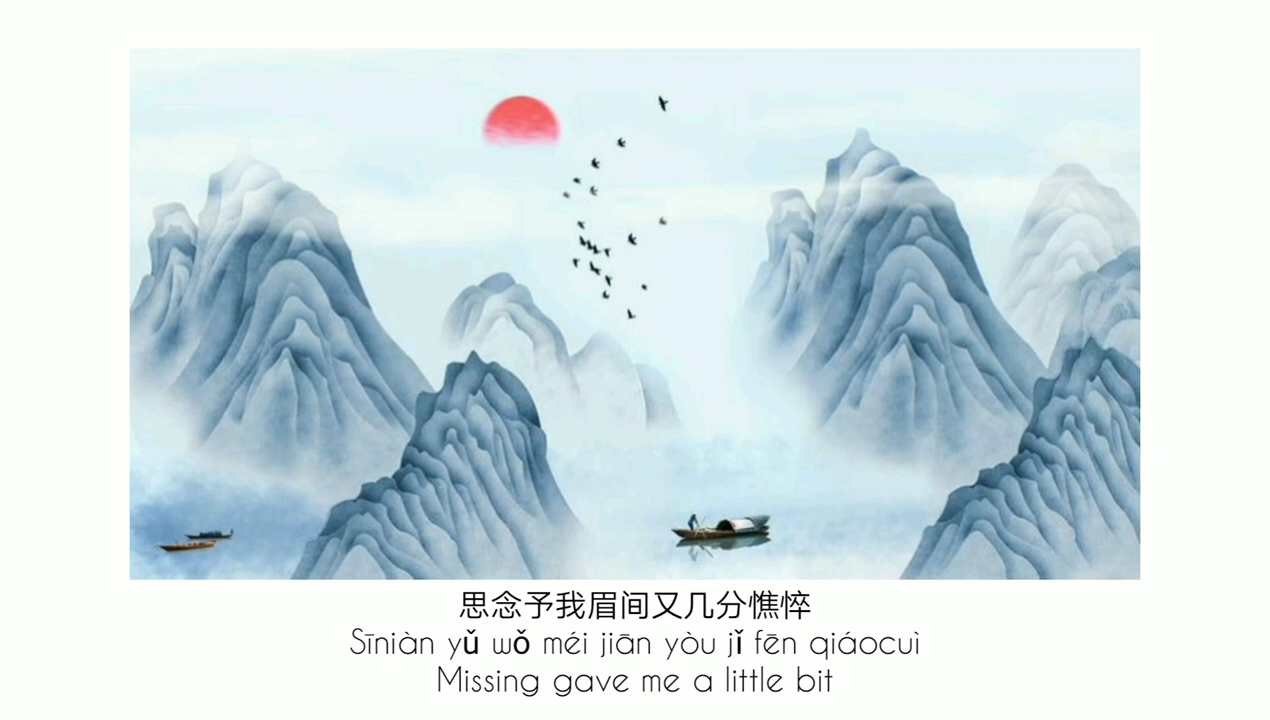 思念予我眉间又几分憔悴
Sīniàn yǔ wǒ méi jiān yòu jǐ fēn qiáocuì
Missing gave me a little bit